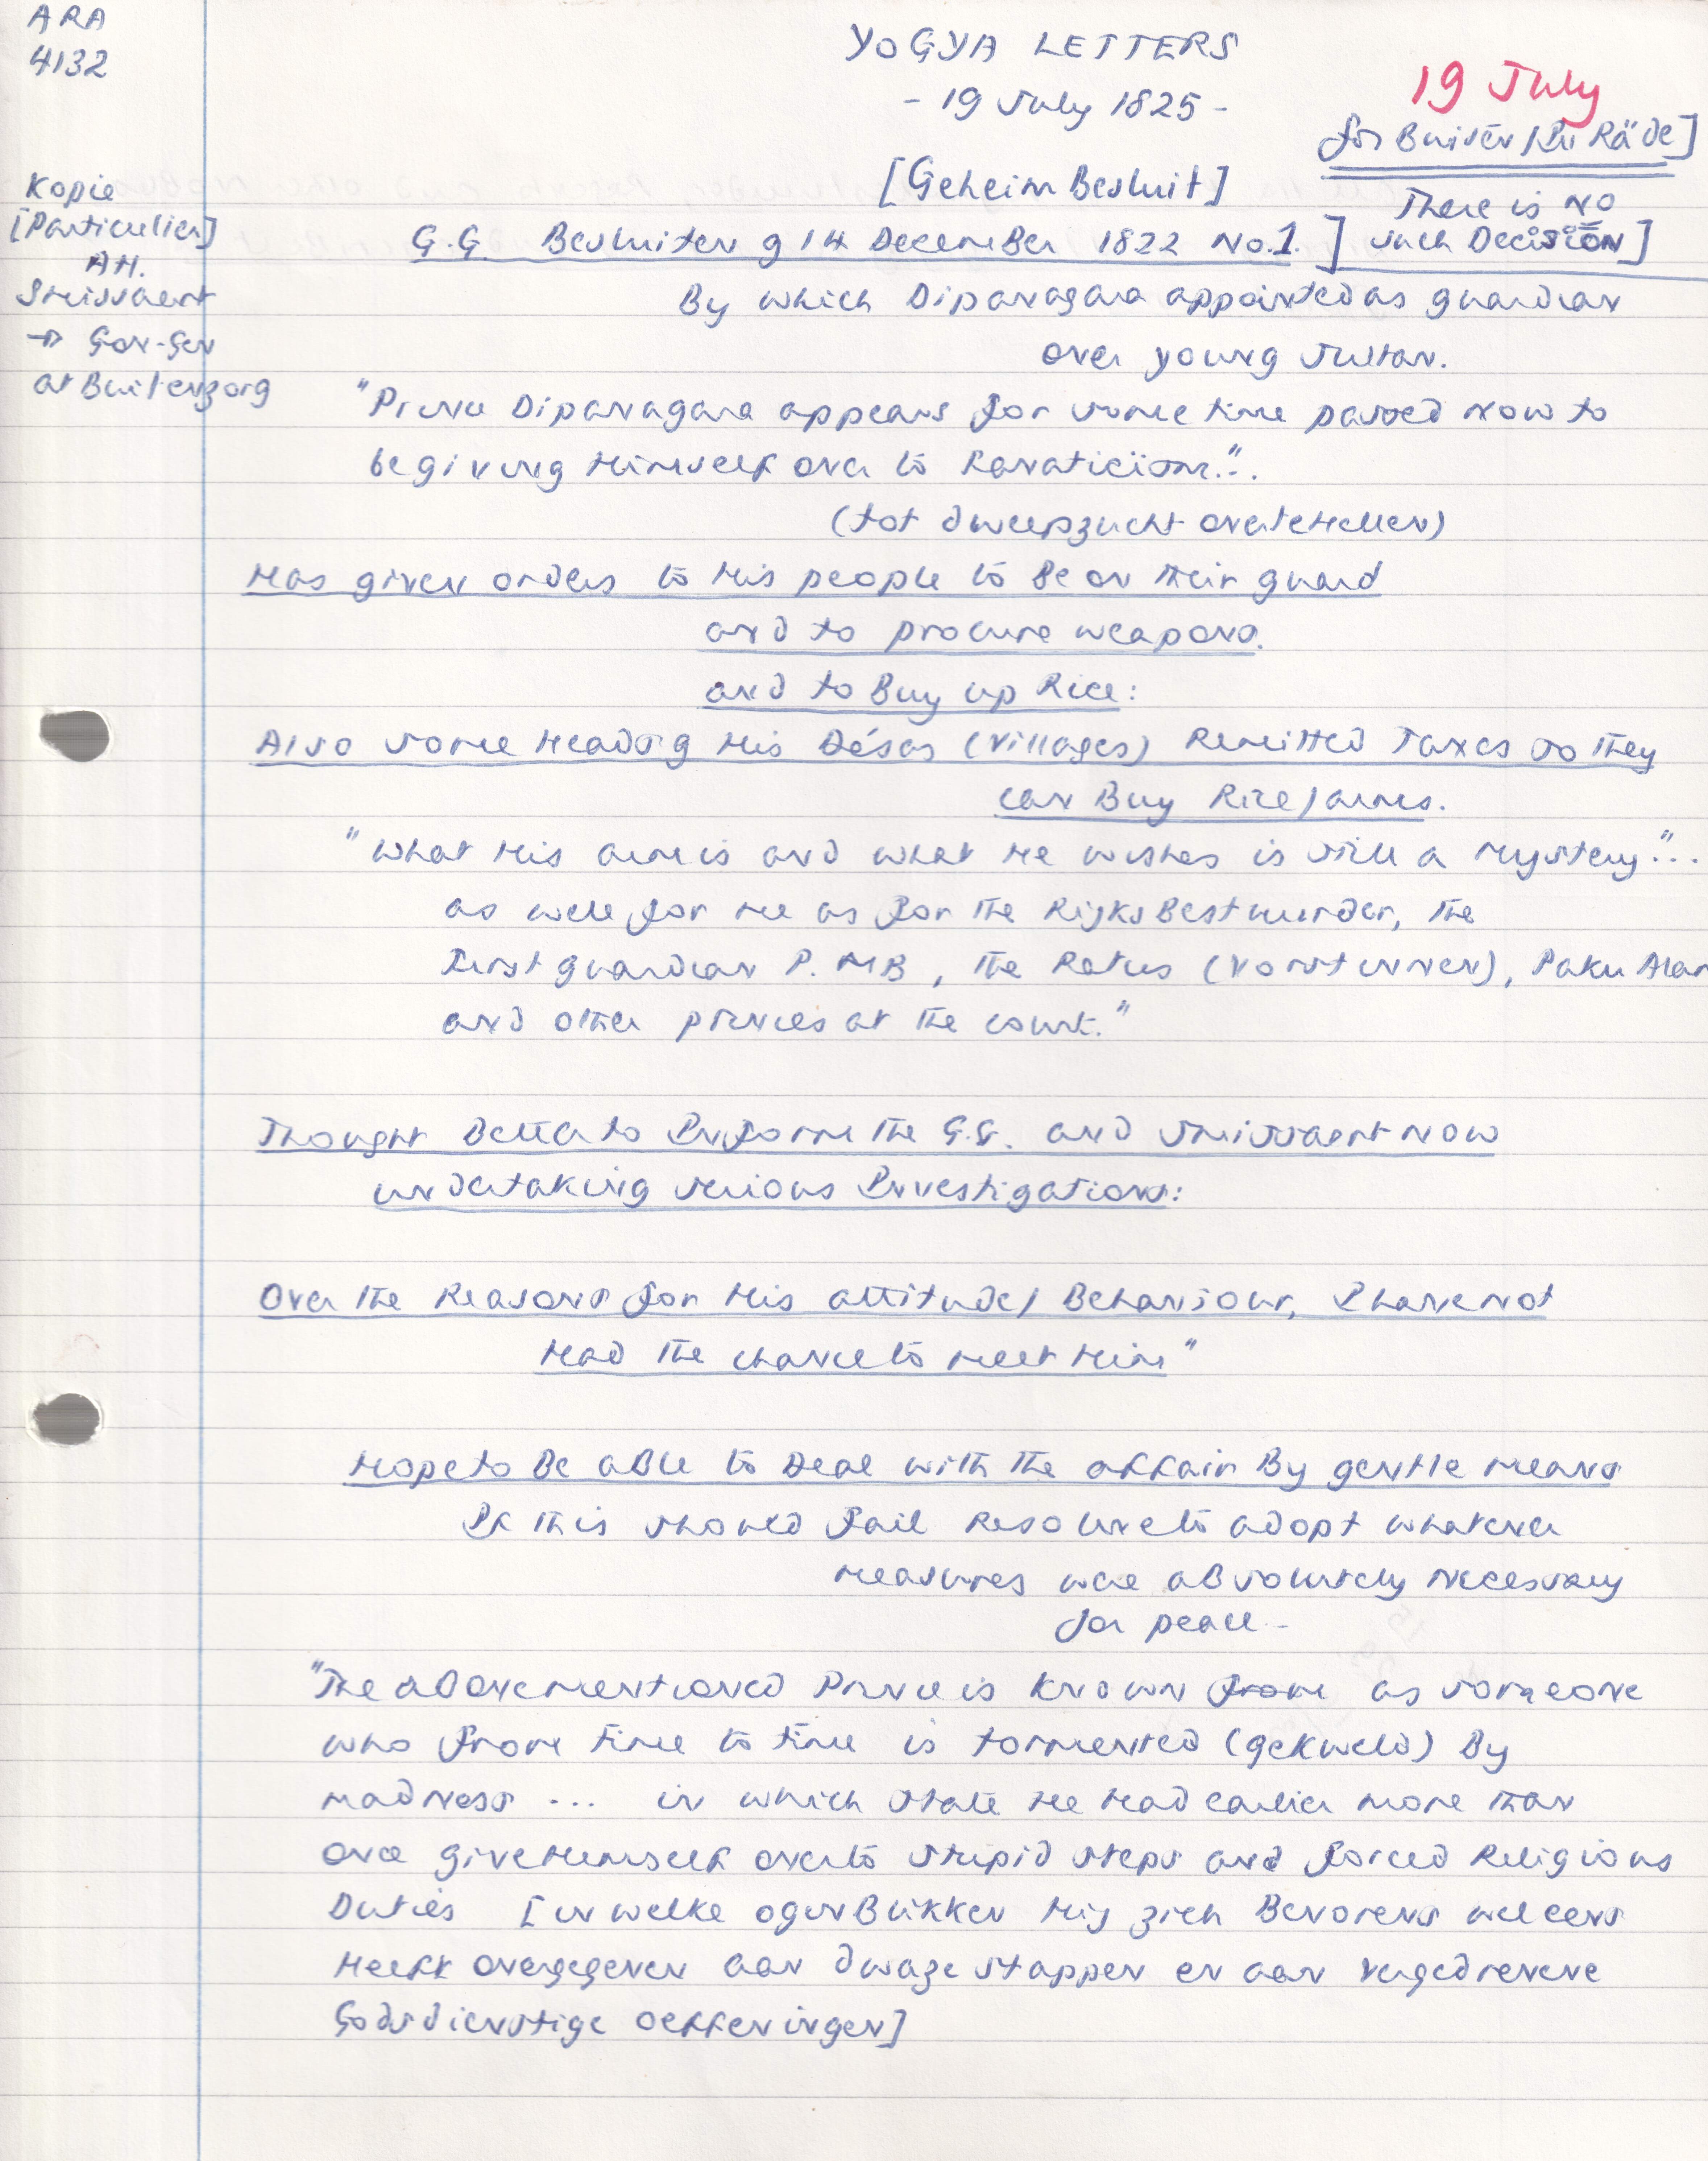 ARA
4132
YOGYA LETTERS
- 19 July 1825 -
19 July
[Geheim Besluit]
There is NO
such Decision]
Kopie
[Particulier]
A.H.
Smissaert
→ Gov-Gen
at Buitenzorg
G.G. Besluiten of 14 December 1822 No.1.]
By which Dipanagara appointed as guardian
over young Sultan.
"Prince Dipanagara appears for some time passed now to
be giving Himself over to Fanaticism."..
(tot dweepzucht overtehellen)
Has given orders to His people to Be on their guard
and to procure weapons.
and to Buy up Rice:
Also some Heads of His Désas (villages) Remitted Taxes so they
can Buy Rice/arms.
"What His aim is and what He wishes is still a mystery"...
as well for me as for the Rijksbestuurder, the
First guardian P. MB, the Ratus (vorstinnen), Paku Alam
and other princes at the court."
Thought Better to Inform the G.G. and Smissaert now
undertaking serious Investigations:
Over the Reasons for His attitude/Behaviour, I have not
Had the chance to meet Him"
Hope to Be able to Deal with the affair By gentle means
If this should Fail Resolve to adopt whatever
measures were absolutely necessary
for peace -
"The abovementioned Prince is known from as someone
who From time to time is tormented (gekweld) By
madness ... in which state He Had earlier more than
once give Himself over to stupid steps and forced Religious
Duties [in welke ogenblikken Hij zich Bevorens wel eens
Heeft overgegeven aan dwaze stappen en aan vergedrevene
Godsdienstige oeffeningen]